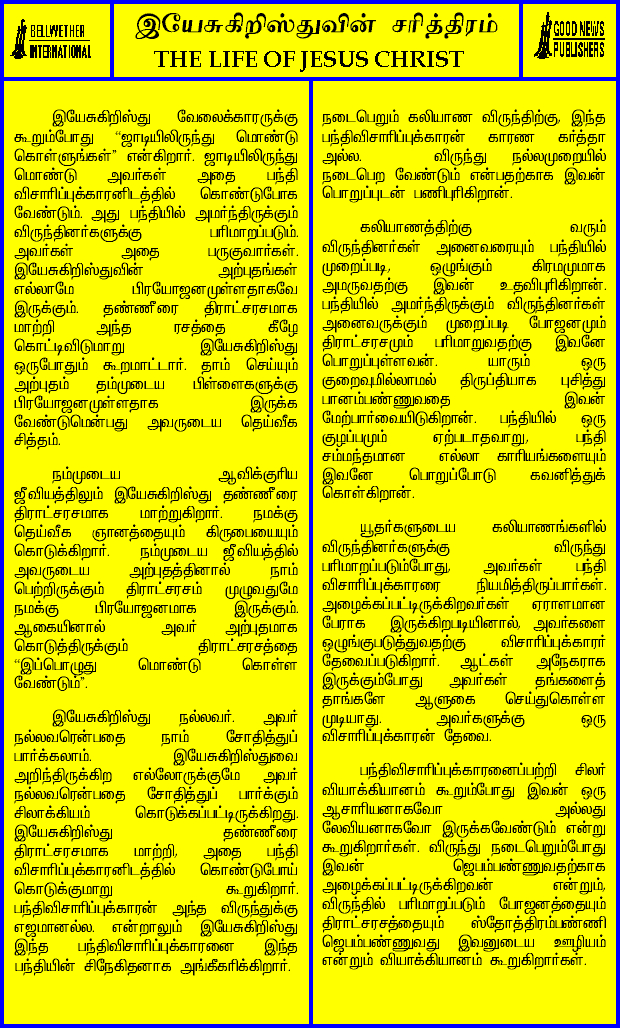 BELLWETHER
INTERNATIONAL
இயேசுகிறிஸ்துவின் சரித்திரம்
THE LIFE OF JESUS CHRIST
GOOD NEWS
PUBLISHERS
இயேசுகிறிஸ்து வேலைக்காரருக்கு
கூறும்போது “ஜாடியிலிருந்து மொண்டு
கொள்ளுங்கள்” என்கிறார். ஜாடியிலிருந்து
மொண்டு அவர்கள் அதை பந்தி
விசாரிப்புக்காரனிடத்தில் கொண்டுபோக
வேண்டும். அது பந்தியில் அமர்ந்திருக்கும்
விருந்தினர்களுக்கு பரிமாறப்படும்.
அவர்கள் அதை பருகுவார்கள்.
இயேசுகிறிஸ்துவின் அற்புதங்கள்
எல்லாமே பிரயோஜனமுள்ளதாகவே
இருக்கும். தண்ணீரை திராட்சரசமாக
மாற்றி அந்த ரசத்தை கீழே
கொட்டிவிடுமாறு இயேசுகிறிஸ்து
ஒருபோதும் கூறமாட்டார். தாம் செய்யும்
அற்புதம் தம்முடைய பிள்ளைகளுக்கு
பிரயோஜனமுள்ளதாக இருக்க
வேண்டுமென்பது அவருடைய தெய்வீக
சித்தம்.
நம்முடைய ஆவிக்குரிய
ஜீவியத்திலும் இயேசுகிறிஸ்து தண்ணீரை
திராட்சரசமாக மாற்றுகிறார். நமக்கு
தெய்வீக ஞானத்தையும் கிருபையையும்
கொடுக்கிறார். நம்முடைய ஜீவியத்தில்
அவருடைய அற்புதத்தினால் நாம்
பெற்றிருக்கும் திராட்சரசம் முழுவதுமே
நமக்கு பிரயோஜனமாக இருக்கும்.
ஆகையினால் அவர் அற்புதமாக
கொடுத்திருக்கும் திராட்சரசத்தை
“இப்பொழுது மொண்டு கொள்ள
வேண்டும்”.
இயேசுகிறிஸ்து நல்லவர். அவர்
நல்லவரென்பதை நாம் சோதித்துப்
பார்க்கலாம். இயேசுகிறிஸ்துவை
அறிந்திருக்கிற எல்லோருக்குமே அவர்
நல்லவரென்பதை சோதித்துப் பார்க்கும்
சிலாக்கியம் கொடுக்கப்பட்டிருக்கிறது.
இயேசுகிறிஸ்து தண்ணீரை
திராட்சரசமாக மாற்றி, அதை பந்தி
விசாரிப்புக்காரனிடத்தில் கொண்டுபோய்
கொடுக்குமாறு கூறுகிறார்.
பந்திவிசாரிப்புக்காரன் அந்த விருந்துக்கு
எஜமானல்ல. என்றாலும் இயேசுகிறிஸ்து
இந்த பந்திவிசாரிப்புக்காரனை இந்த
பந்தியின் சிநேகிதனாக அங்கீகரிக்கிறார்.
நடைபெறும் கலியாண விருந்திற்கு, இந்த
பந்திவிசாரிப்புக்காரன் காரண கர்த்தா
அல்ல. விருந்து நல்லமுறையில்
நடைபெற வேண்டும் என்பதற்காக இவன்
பொறுப்புடன் பணிபுரிகிறான்.
கலியாணத்திற்கு வரும்
விருந்தினர்கள் அனைவரையும் பந்தியில்
முறைப்படி, ஒழுங்கும் கிரமமுமாக
அமருவதற்கு இவன் உதவிபுரிகிறான்.
பந்தியில் அமர்ந்திருக்கும் விருந்தினர்கள்
அனைவருக்கும் முறைப்படி போஜனமும்
திராட்சரசமும் பரிமாறுவதற்கு இவனே
பொறுப்புள்ளவன். யாரும் ஒரு
குறைவுமில்லாமல் திருப்தியாக புசித்து
பானம்பண்ணுவதை இவன்
மேற்பார்வையிடுகிறான். பந்தியில் ஒரு
குழப்பமும் ஏற்படாதவாறு, பந்தி
சம்மந்தமான எல்லா காரியங்களையும்
இவனே பொறுப்போடு கவனித்துக்
கொள்கிறான்.
யூதர்களுடைய கலியாணங்களில்
விருந்தினர்களுக்கு விருந்து
பரிமாறப்படும்போது, அவர்கள் பந்தி
விசாரிப்புக்காரரை நியமித்திருப்பார்கள்.
அழைக்கப்பட்டிருக்கிறவர்கள் ஏராளமான
பேராக இருக்கிறபடியினால், அவர்களை
ஒழுங்குபடுத்துவதற்கு விசாரிப்புக்காரர்
தேவைப்படுகிறார். ஆட்கள் அநேகராக
இருக்கும்போது அவர்கள் தங்களைத்
தாங்களே ஆளுகை செய்துகொள்ள
முடியாது. அவர்களுக்கு ஒரு
விசாரிப்புக்காரன் தேவை.
பந்திவிசாரிப்புக்காரனைப்பற்றி சிலர்
வியாக்கியானம் கூறும்போது இவன் ஒரு
ஆசாரியனாகவோ அல்லது
லேவியனாகவோ இருக்கவேண்டும் என்று
கூறுகிறார்கள். விருந்து நடைபெறும்போது
இவன் ஜெபம்பண்ணுவதற்காக
அழைக்கப்பட்டிருக்கிறவன் என்றும்,
விருந்தில் பரிமாறப்படும் போஜனத்தையும்
திராட்சரசத்தையும் ஸ்தோத்திரம்பண்ணி
ஜெபம்பண்ணுவது இவனுடைய ஊழியம்
என்றும் வியாக்கியானம் கூறுகிறார்கள்.